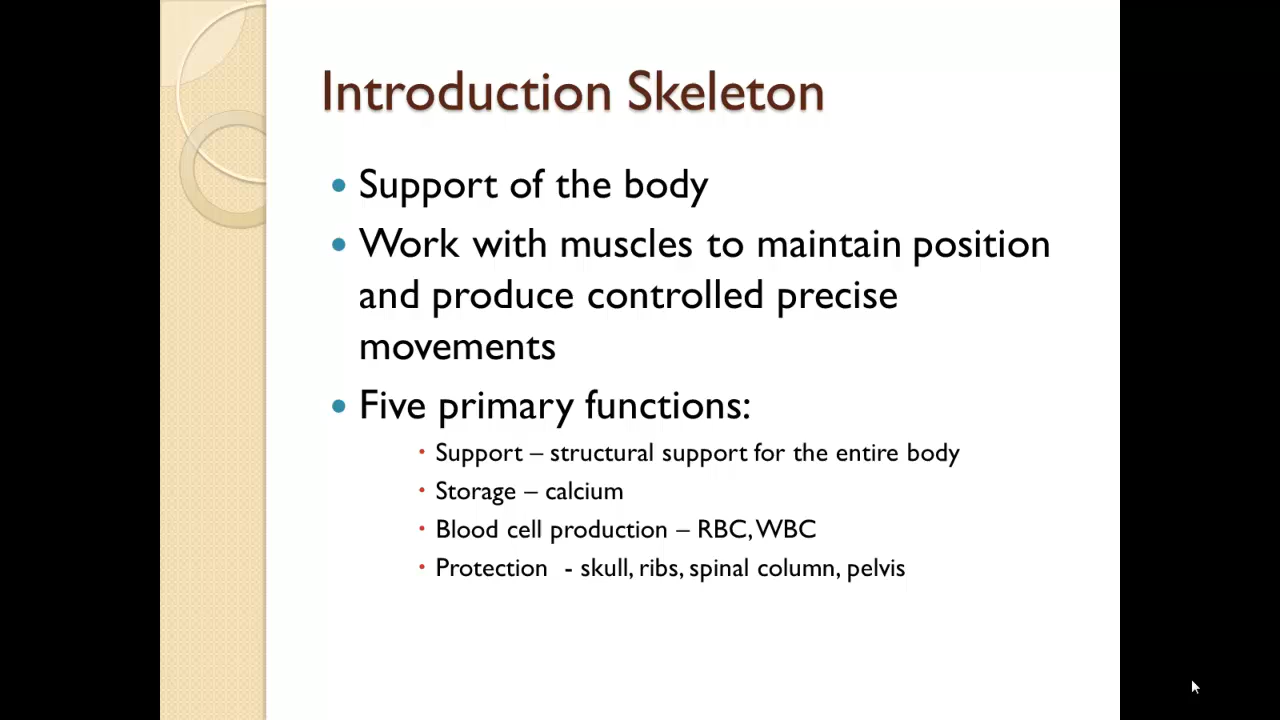 Introduction Skeleton
• Support of the body
• Work with muscles to maintain position
and produce controlled precise
movements
• Five primary functions:
• Support – structural support for the entire body
• Storage – calcium
• Blood cell production – RBC, WBC
• Protection - skull, ribs, spinal column, pelvis